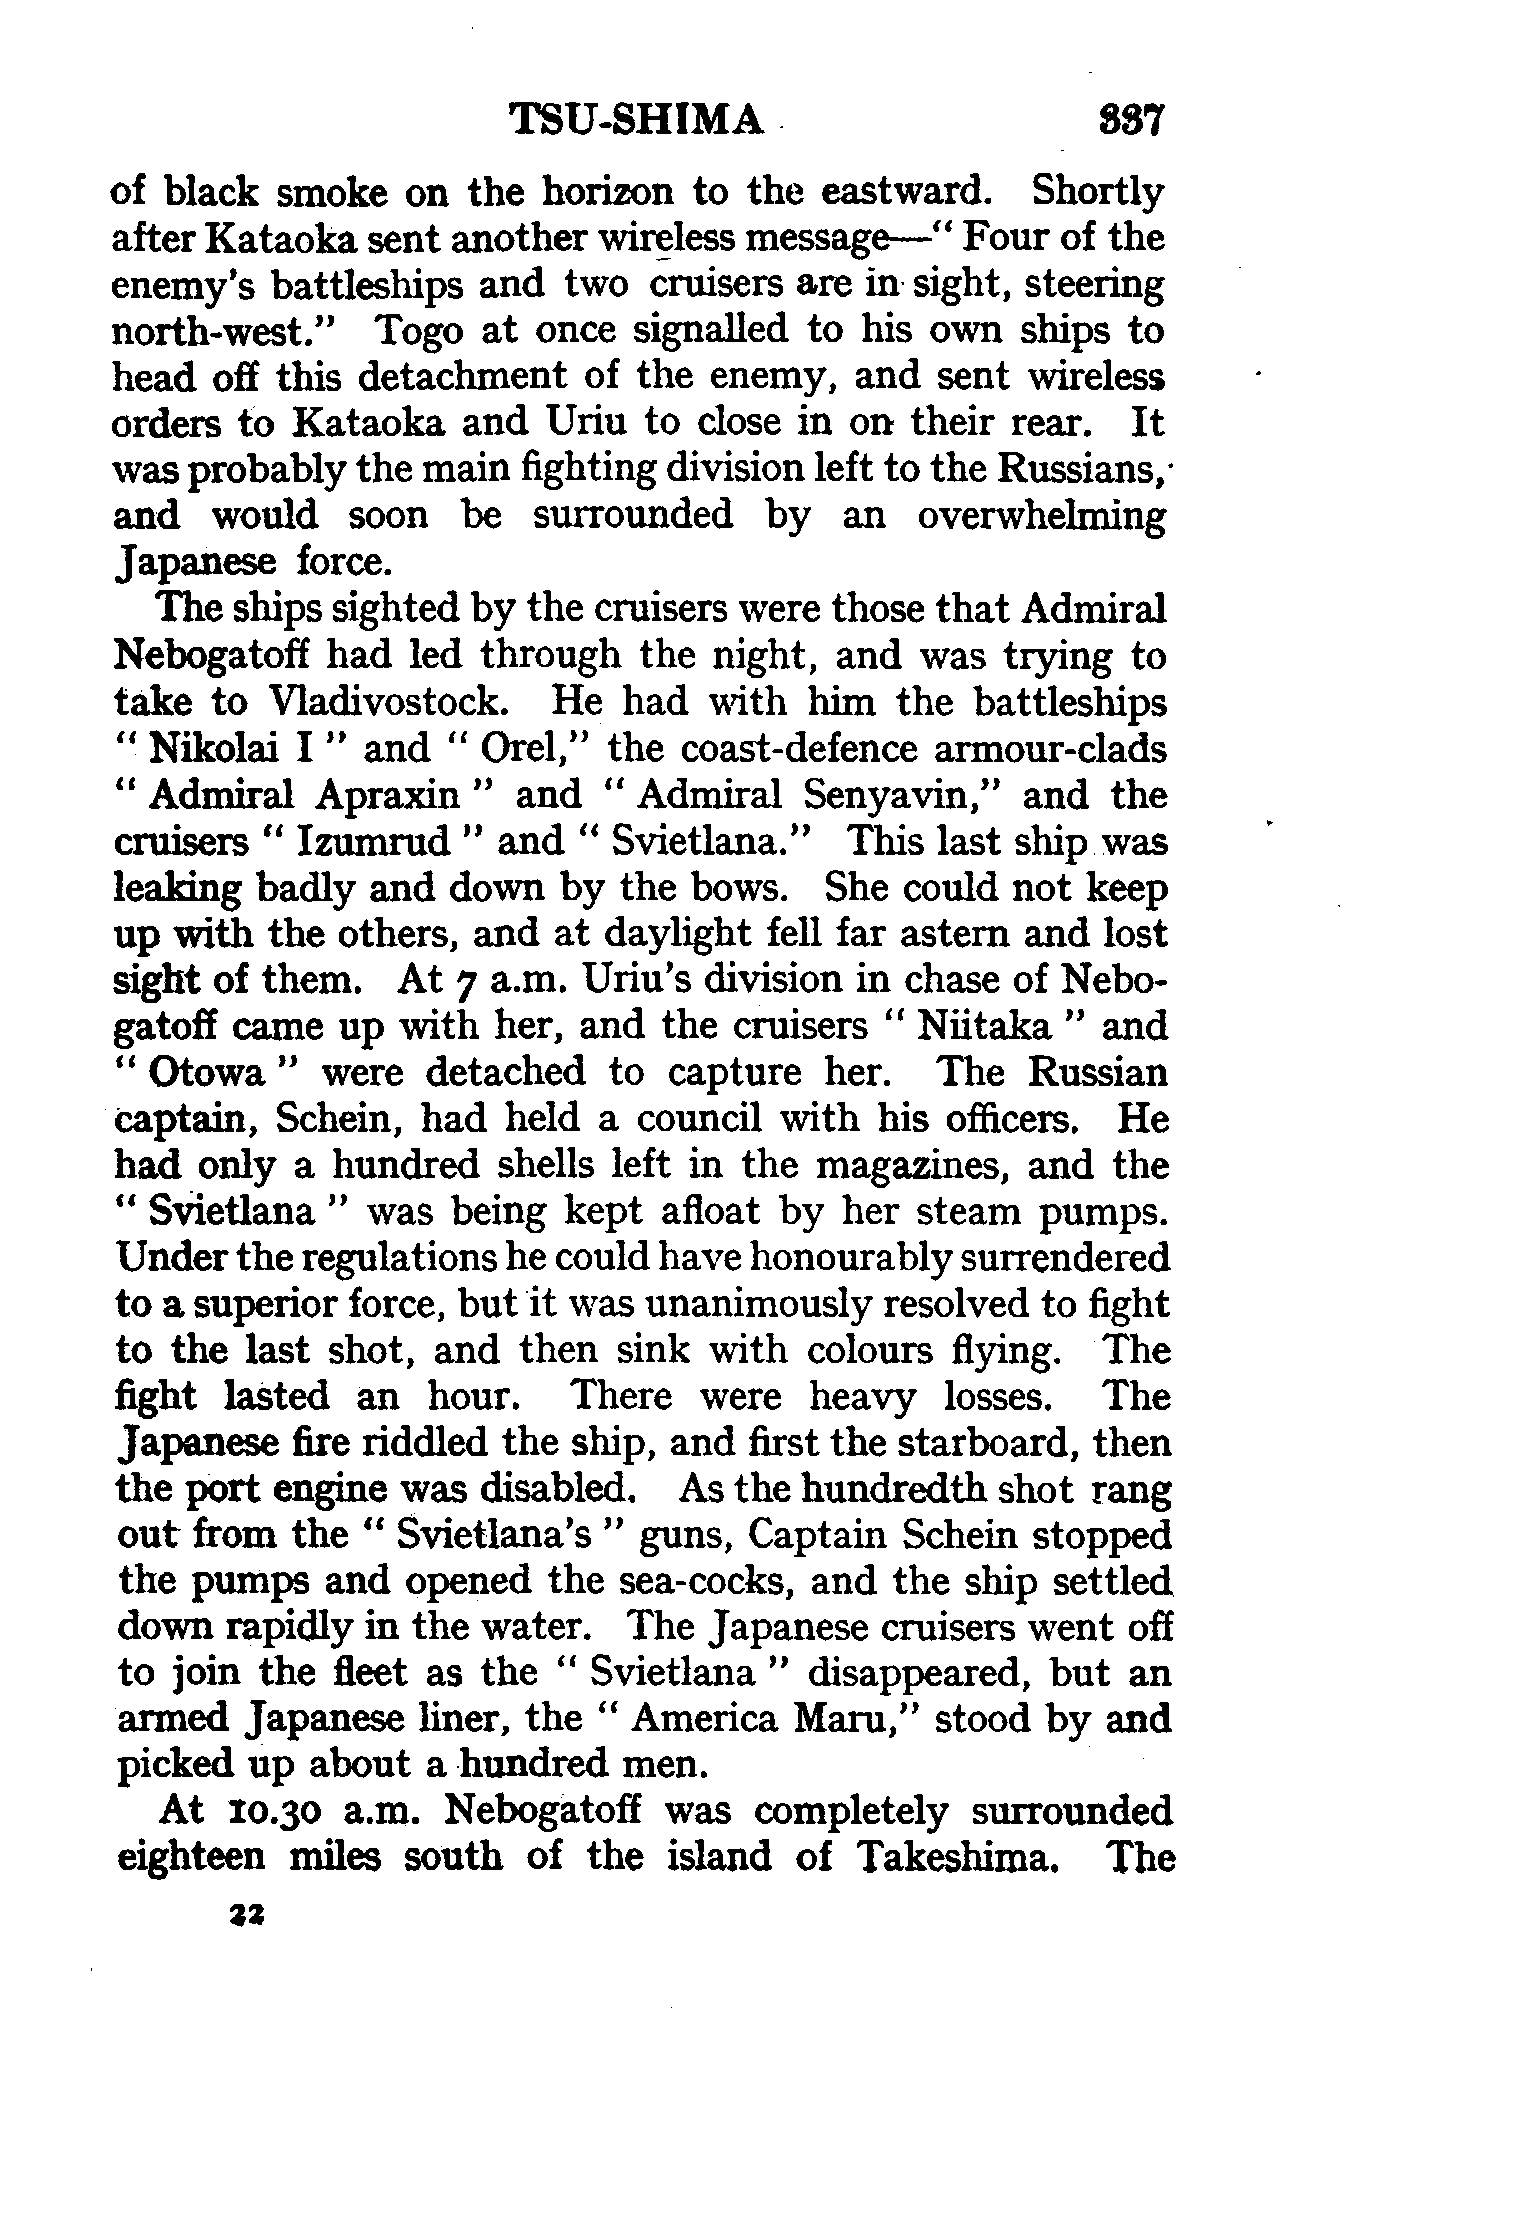 TSU-SHIMA 337
of black smoke on the horizon to the eastward. Shortly
after Kataoka sent another wireless message—“ Four of the
enemy's battleships and two cruisers are in sight, steering
north-west.” Togo at once signalled to his own ships to
head off this detachment of the enemy, and sent wireless
orders to Kataoka and Uriu to close in on their rear. It
was probably the main fighting division left to the Russians,
and would soon be surrounded by an overwhelming
Japanese force.
The ships sighted by the cruisers were those that Admiral
Nebogatoff had led through the night, and was trying to
take to Vladivostock. He had with him the battleships
“ Nikolai I ” and “ Orel,” the coast-defence armour-clads
“ Admiral Apraxin ” and “ Admiral Senyavin,” and the
cruisers “ Izumrud ” and “ Svietlana.” This last ship was
leaking badly and down by the bows. She could not keep
up with the others, and at daylight fell far astern and lost
sight of them. At 7 a.m. Uriu's division in chase of Nebo-
gatoff came up with her, and the cruisers “ Niitaka ” and
“ Otowa ” were detached to capture her. The Russian
captain, Schein, had held a council with his officers. He
had only a hundred shells left in the magazines, and the
“ Svietlana ” was being kept afloat by her steam pumps.
Under the regulations he could have honourably surrendered
to a superior force, but it was unanimously resolved to fight
to the last shot, and then sink with colours flying. The
fight lasted an hour. There were heavy losses. The
Japanese fire riddled the ship, and first the starboard, then
the port engine was disabled. As the hundredth shot rang
out from the “ Svietlana's ” guns, Captain Schein stopped
the pumps and opened the sea-cocks, and the ship settled
down rapidly in the water. The Japanese cruisers went off
to join the fleet as the “ Svietlana ” disappeared, but an
armed Japanese liner, the “ America Maru,” stood by and
picked up about a hundred men.
At 10.30 a.m. Nebogatoff was completely surrounded
eighteen miles south of the island of Takeshima. The
22